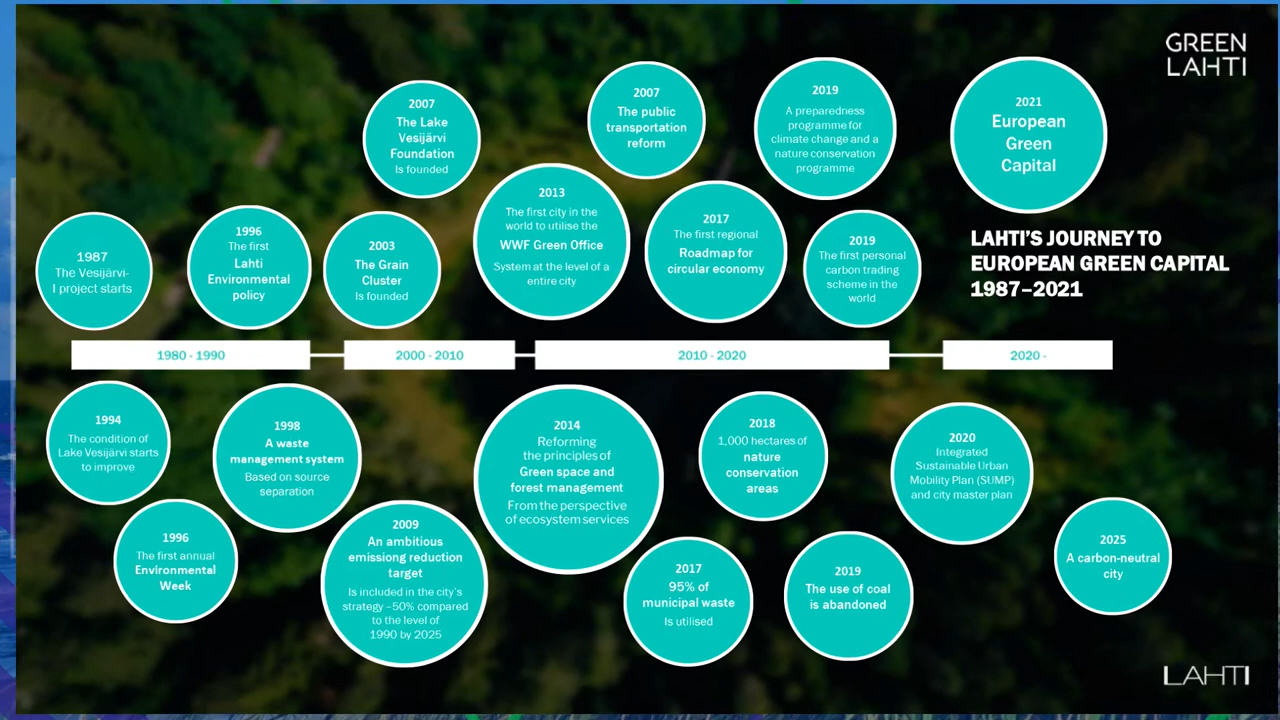 GREEN
LAHTI
2007
The Lake
Vesijärvi
Foundation
Is founded
2007
The public
transportation
reform
2019
A preparedness
programme for
climate change and a
nature conservation
programme
2021
European
Green
Capital
1987
The Vesijärvi-
I project starts
1996
The first
Lahti
Environmental
policy
2003
The Grain
Cluster
Is founded
2013
The first city in the
world to utilise the
WWF Green Office
System at the level of a
entire city
2017
The first regional
Roadmap for
circular economy
2019
The first personal
carbon trading
scheme in the
world
LAHTI'S JOURNEY TO
EUROPEAN GREEN CAPITAL
1987–2021
1980 - 1990
2000 - 2010
2010 - 2020
2020 -
1994
The condition of
Lake Vesijärvi starts
to improve
1996
The first annual
Environmental
Week
1998
A waste
management system
Based on source
separation
2009
An ambitious
emissiong reduction
target
Is included in the city's
strategy –50% compared
to the level of
1990 by 2025
2014
Reforming
the principles of
Green space and
forest management
From the perspective
of ecosystem services
2017
95% of
municipal waste
Is utilised
2018
1,000 hectares of
nature
conservation
areas
2019
The use of coal
is abandoned
2020
Integrated
Sustainable Urban
Mobility Plan (SUMP)
and city master plan
2025
A carbon-neutral
city
LAHTI